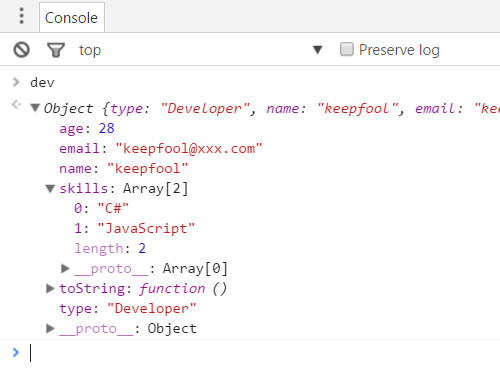 Console
top Preserve log
dev
Object {type: "Developer", name: "keepfool", email: "kee
age: 28
email: "keepfool@xxx.com"
name: "keepfool"
skills: Array[2]
0: "C#"
1: "JavaScript"
length: 2
__proto__: Array[0]
toString: function ()
type: "Developer"
__proto__: Object